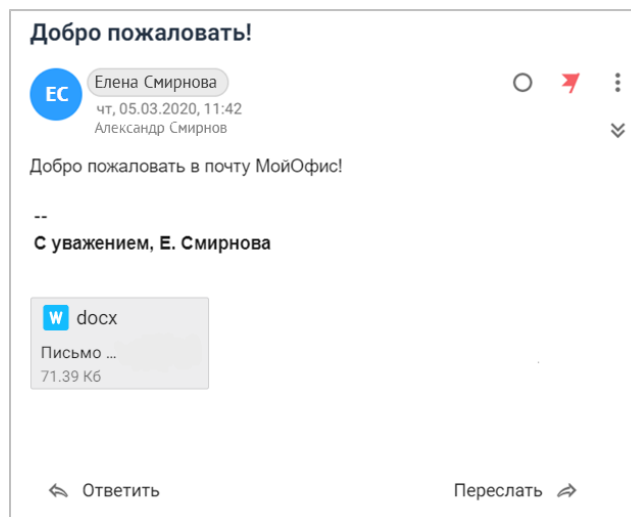 Добро пожаловать!
ЕС
Елена Смирнова
чт, 05.03.2020, 11:42
Александр Смирнов
Добро пожаловать в почту МойОфис!
--
С уважением, Е. Смирнова
W docx
Письмо ...
71.39 Кб
Ответить
Переслать